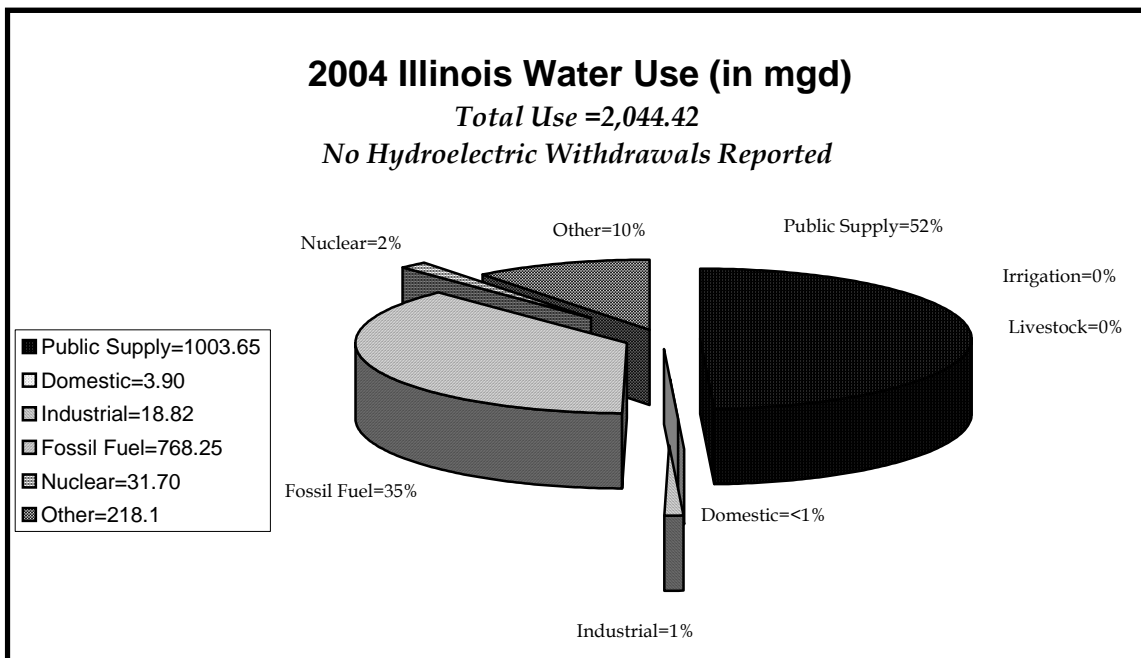 2004 Illinois Water Use (in mgd)
Total Use =2,044.42
No Hydroelectric Withdrawals Reported
Nuclear=2%
Other=10%
Public Supply=52%
Irrigation=0%
Livestock=0%
Public Supply=1003.65
Domestic=3.90
Industrial=18.82
Fossil Fuel=768.25
Nuclear=31.70
Other=218.1
Fossil Fuel=35%
Domestic=<1%
Industrial=1%